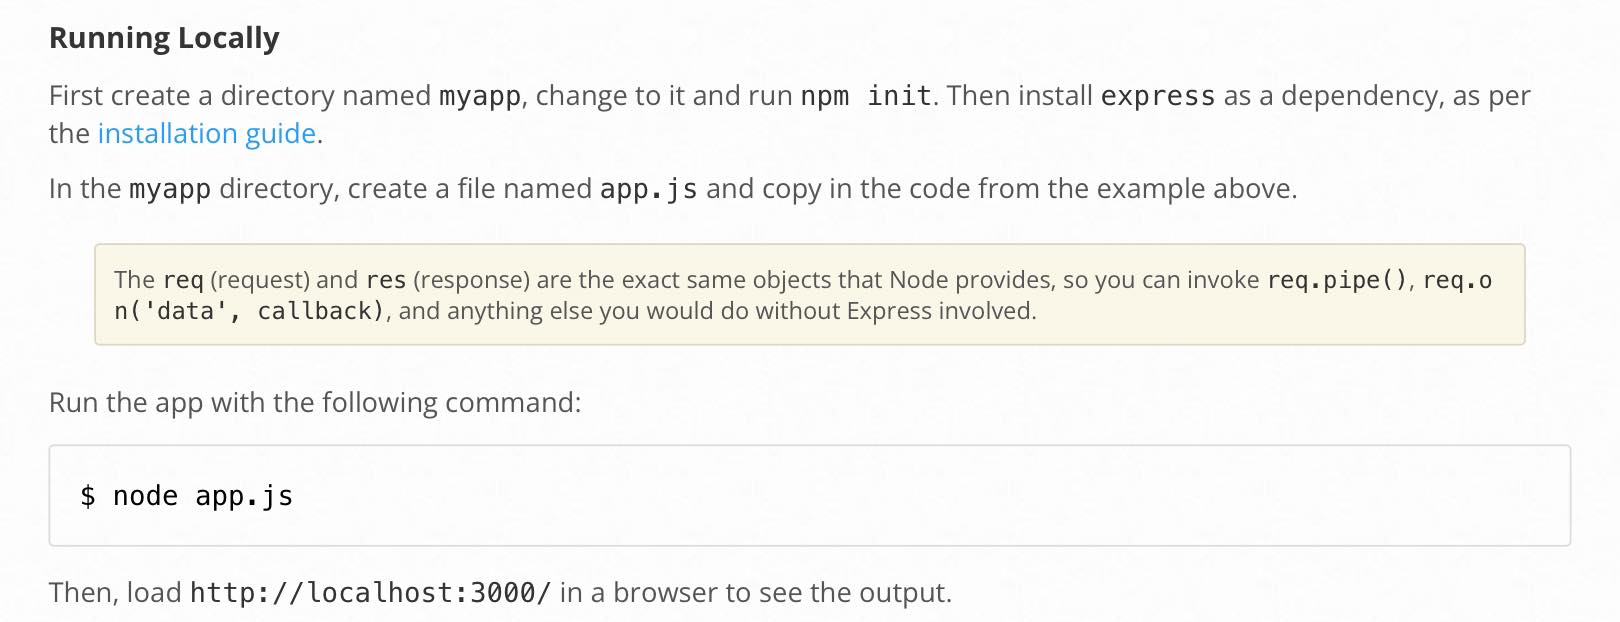 Running Locally
First create a directory named myapp, change to it and run npm init. Then install express as a dependency, as per
the installation guide.
In the myapp directory, create a file named app.js and copy in the code from the example above.
The req (request) and res (response) are the exact same objects that Node provides, so you can invoke req.pipe(), req.o
n('data', callback), and anything else you would do without Express involved.
Run the app with the following command:
$ node app.js
Then, load http://localhost:3000/ in a browser to see the output.